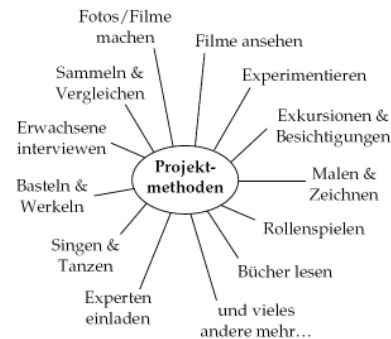 Fotos/Filme
machen
Filme ansehen
Sammeln &
Vergleichen
Experimentieren
Erwachsene
interviewen
Exkursionen &
Besichtigungen
Projekt-
methoden
Malen &
Zeichnen
Basteln &
Werkeln
Rollenspielen
Singen &
Tanzen
Bücher lesen
Experten
einladen
und vieles
andere mehr...